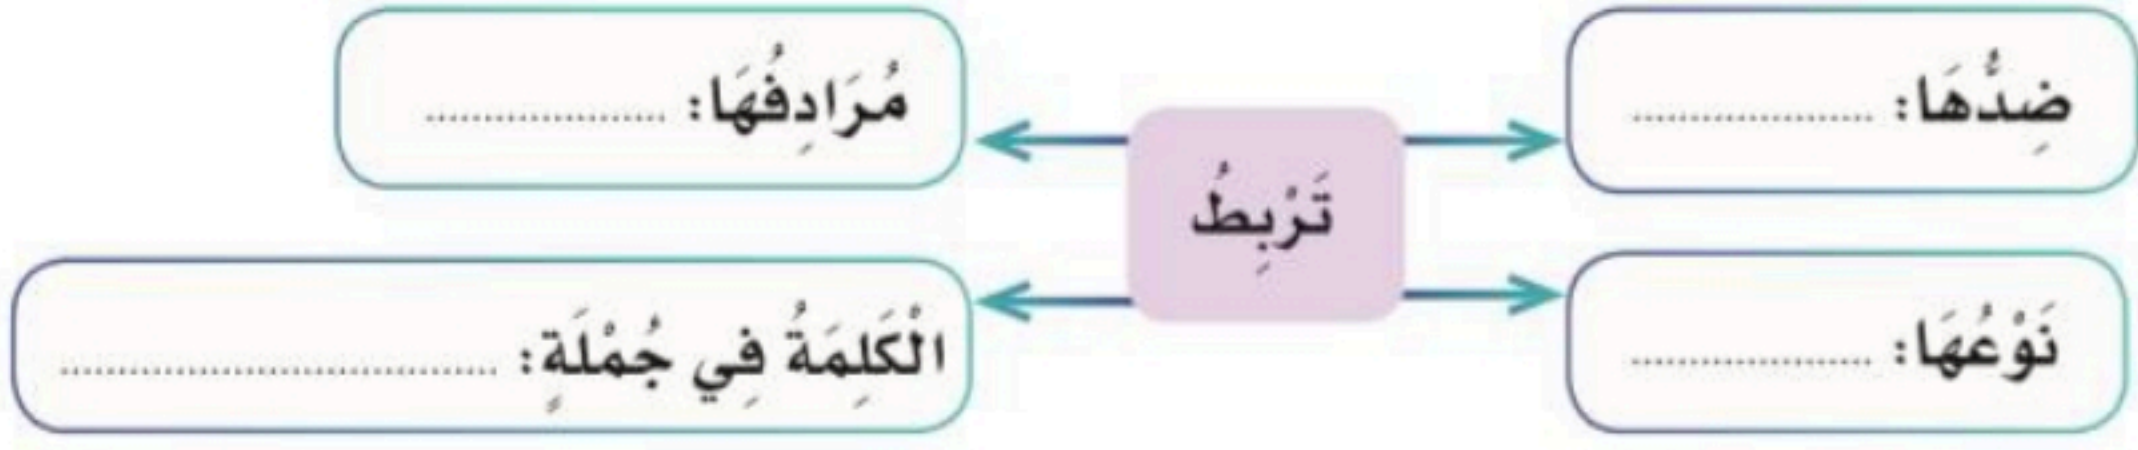 ضِدُّهَا: ....................
مُرَادِفُهَا: ....................
تَرْبِطُ
نَوْعُهَا: ....................
الْكَلِمَةُ فِي جُمْلَةٍ: ....................................